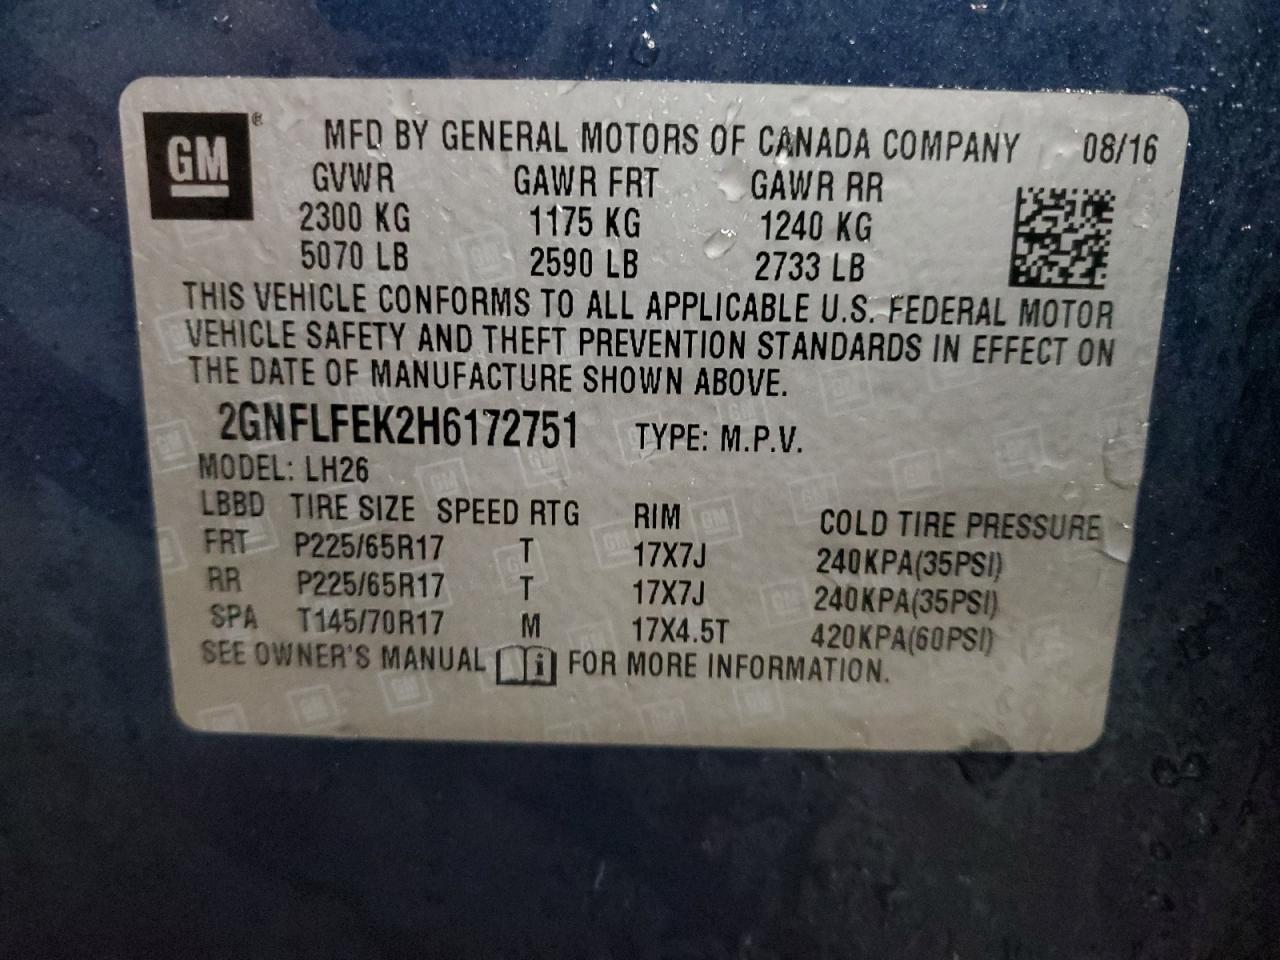 GM ® MFD BY GENERAL MOTORS OF CANADA COMPANY 08/16
GVWR GAWR FRT GAWR RR
2300 KG 1175 KG 1240 KG
5070 LB 2590 LB 2733 LB
THIS VEHICLE CONFORMS TO ALL APPLICABLE U.S. FEDERAL MOTOR
VEHICLE SAFETY AND THEFT PREVENTION STANDARDS IN EFFECT ON
THE DATE OF MANUFACTURE SHOWN ABOVE.
2GNFLFEK2H6172751 TYPE: M.P.V.
MODEL: LH26
LBBD TIRE SIZE SPEED RTG RIM COLD TIRE PRESSURE
FRT P225/65R17 T 17X7J 240KPA(35PSI)
RR P225/65R17 T 17X7J 240KPA(35PSI)
SPA T145/70R17 M 17X4.5T 420KPA(60PSI)
SEE OWNER'S MANUAL i FOR MORE INFORMATION.